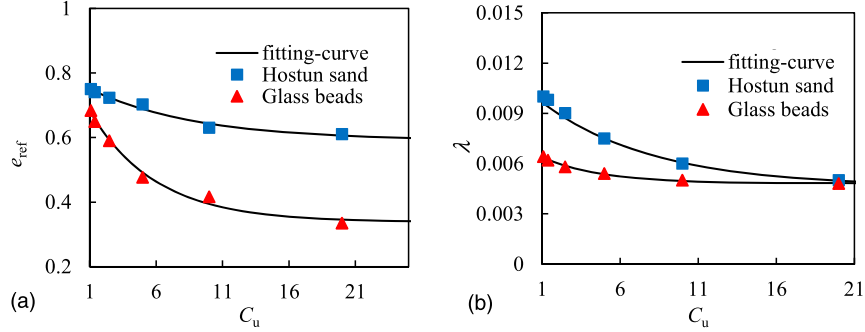 1
0.8
0.6
0.4
0.2
e_ref
fitting-curve
Hostun sand
Glass beads
1 6 11 16 21
C_u
(a)
0.015
0.012
0.009
0.006
0.003
0
λ
fitting-curve
Hostun sand
Glass beads
1 6 11 16 21
C_u
(b)